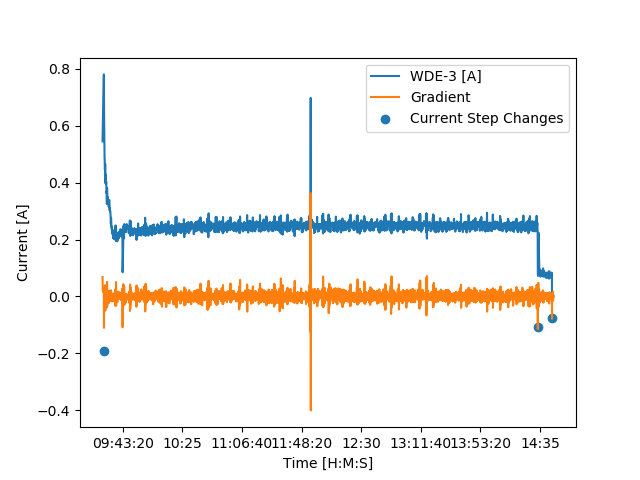 0.8
0.6
0.4
0.2
0.0
−0.2
−0.4
Current [A]
WDE-3 [A]
Gradient
Current Step Changes
09:43:20 10:25 11:06:40 11:48:20 12:30 13:11:40 13:53:20 14:35
Time [H:M:S]